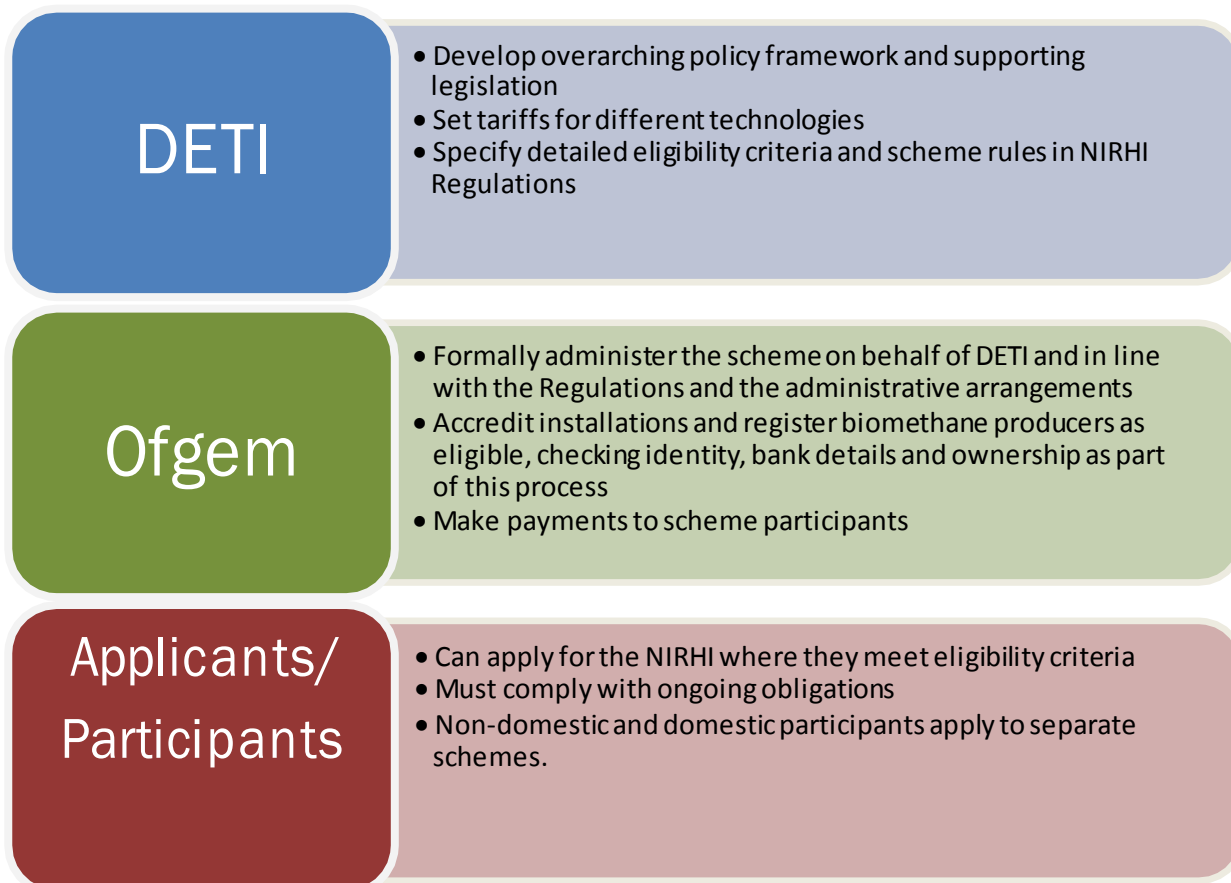 DETI
• Develop overarching policy framework and supporting
legislation
• Set tariffs for different technologies
• Specify detailed eligibility criteria and scheme rules in NIRHI
Regulations
Ofgem
• Formally administer the scheme on behalf of DETI and in line
with the Regulations and the administrative arrangements
• Accredit installations and register biomethane producers as
eligible, checking identity, bank details and ownership as part
of this process
• Make payments to scheme participants
Applicants/
Participants
• Can apply for the NIRHI where they meet eligibility criteria
• Must comply with ongoing obligations
• Non-domestic and domestic participants apply to separate
schemes.